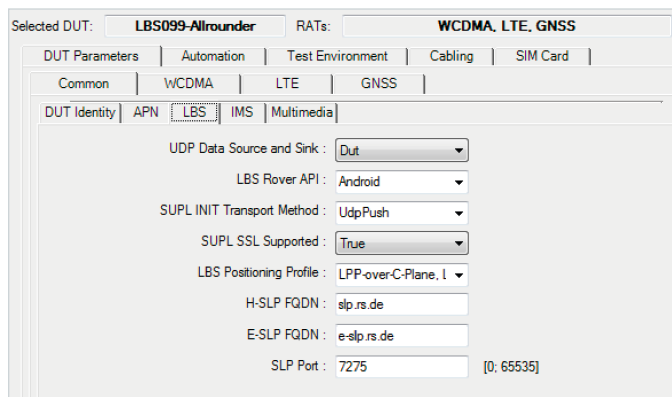 Selected DUT: LBS099-Allrounder RATs: WCDMA, LTE, GNSS
DUT Parameters Automation Test Environment Cabling SIM Card
Common WCDMA LTE GNSS
DUT Identity APN LBS IMS Multimedia
UDP Data Source and Sink : Dut
LBS Rover API : Android
SUPL INIT Transport Method : UdpPush
SUPL SSL Supported : True
LBS Positioning Profile : LPP-over-C-Plane,
H-SLP FQDN : slp.rs.de
E-SLP FQDN : e-slp.rs.de
SLP Port : 7275 [0; 65535]